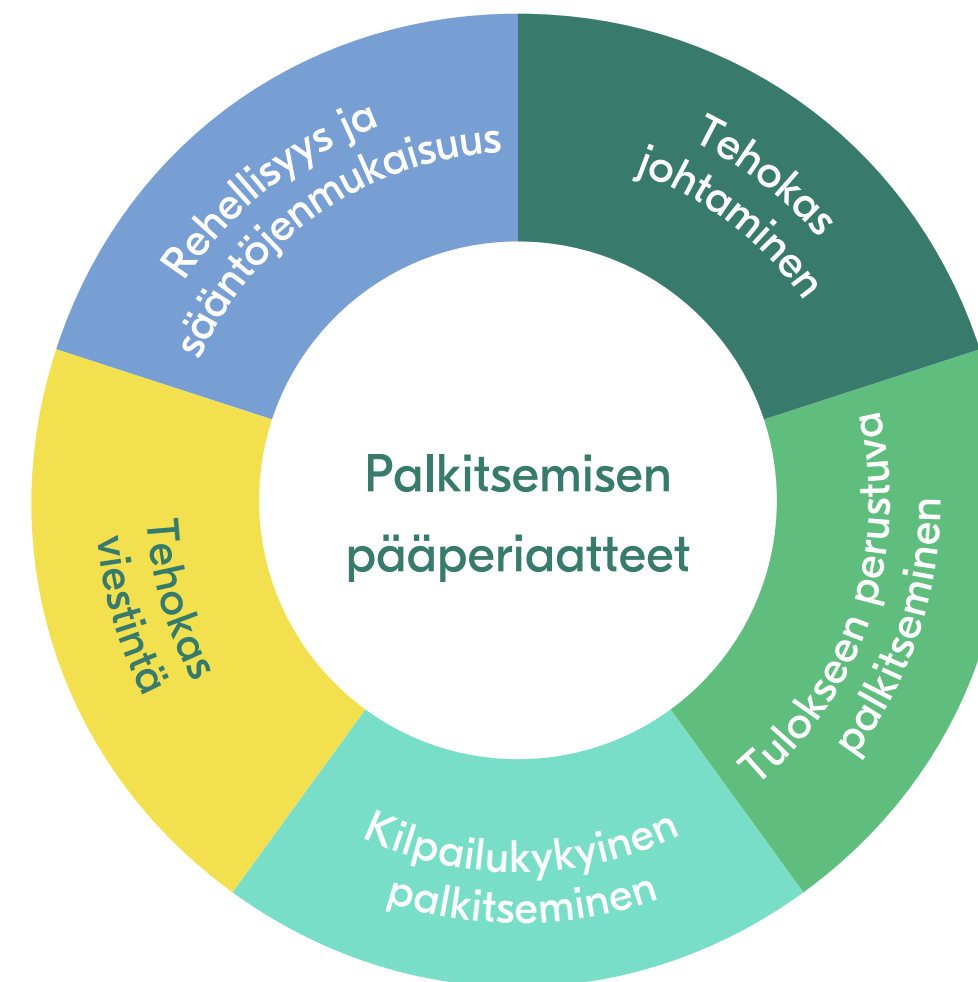 Palkitsemisen
pääperiaatteet
Tehokas
johtaminen
Tulokseen perustuva
palkitseminen
Kilpailukykyinen
palkitseminen
Tehokas
viestintä
Rehellisyys ja
sääntöjenmukaisuus